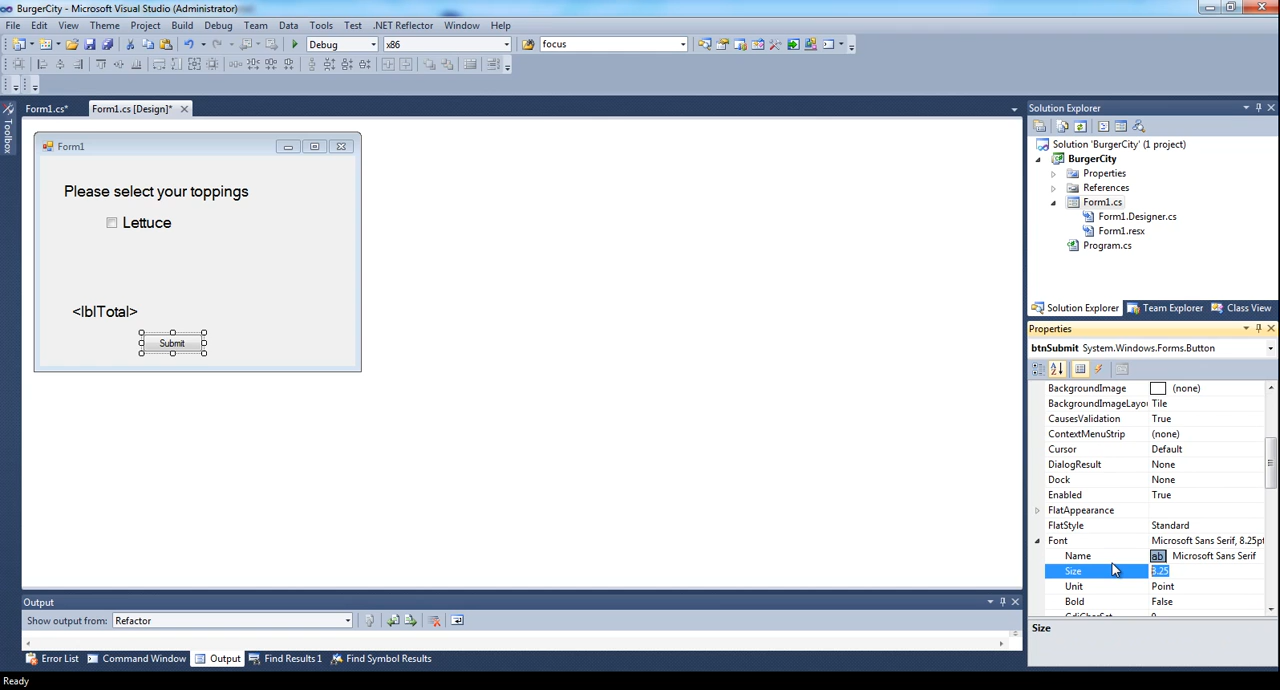 BurgerCity - Microsoft Visual Studio (Administrator)
File Edit View Theme Project Build Debug Team Data Tools Test .NET Reflector Window Help
Debug x86 focus
Form1.cs* Form1.cs [Design]*
Toolbox
Form1
Please select your toppings
Lettuce
<lblTotal>
Submit
Solution Explorer
Solution 'BurgerCity' (1 project)
BurgerCity
Properties
References
Form1.cs
Form1.Designer.cs
Form1.resx
Program.cs
Solution Explorer Team Explorer Class View
Properties
btnSubmit System.Windows.Forms.Button
BackgroundImage (none)
BackgroundImageLayou Tile
CausesValidation True
ContextMenuStrip (none)
Cursor Default
DialogResult None
Dock None
Enabled True
FlatAppearance
FlatStyle Standard
Font Microsoft Sans Serif, 8.25pt
Name ab Microsoft Sans Serif
Size 8.25
Unit Point
Bold False
Size
Output
Show output from: Refactor
Error List Command Window Output Find Results 1 Find Symbol Results
Ready